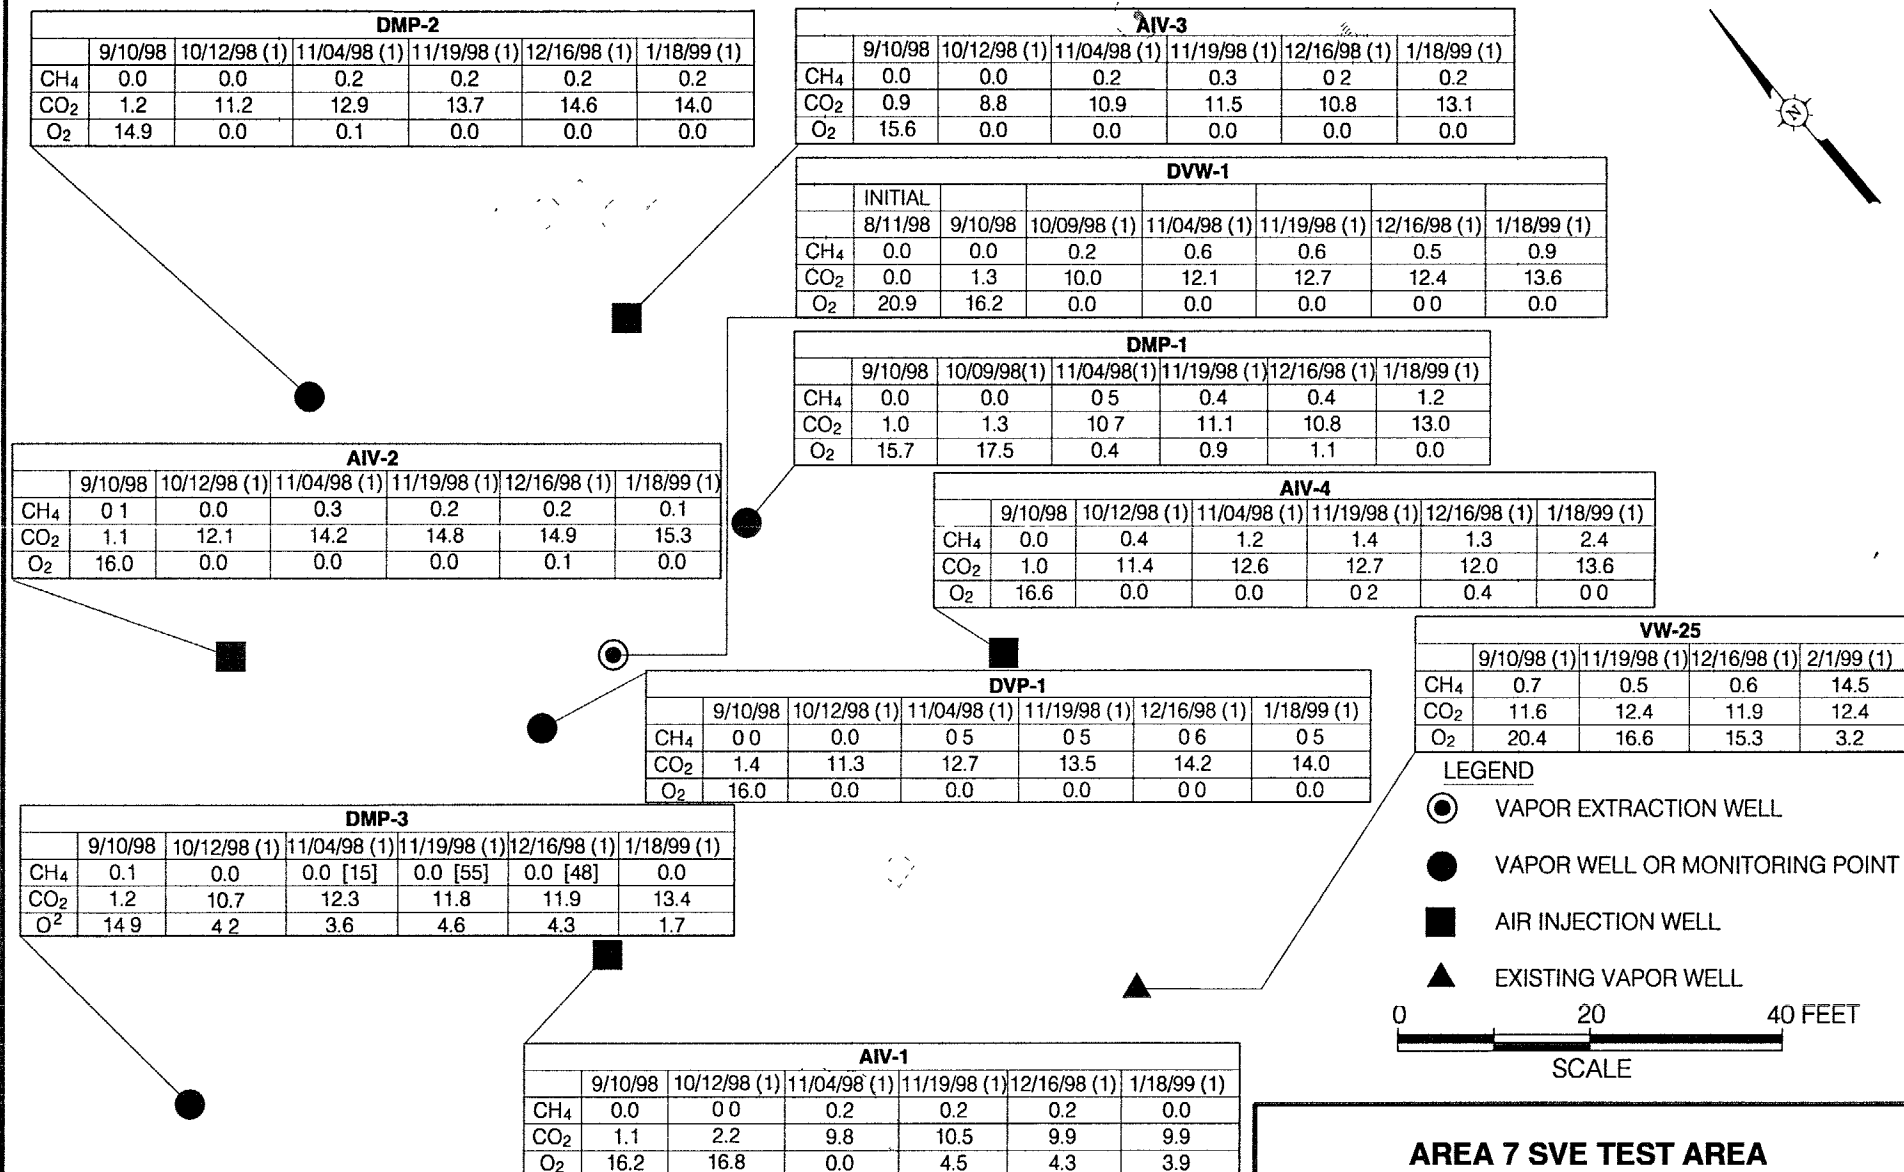 DMP-2
9/10/98 10/12/98 (1) 11/04/98 (1) 11/19/98 (1) 12/16/98 (1) 1/18/99 (1)
CH4 0.0 0.0 0.2 0.2 0.2 0.2
CO2 1.2 11.2 12.9 13.7 14.6 14.0
O2 14.9 0.0 0.1 0.0 0.0 0.0
AIV-3
9/10/98 10/12/98 (1) 11/04/98 (1) 11/19/98 (1) 12/16/98 (1) 1/18/99 (1)
CH4 0.0 0.0 0.2 0.3 0 2 0.2
CO2 0.9 8.8 10.9 11.5 10.8 13.1
O2 15.6 0.0 0.0 0.0 0.0 0.0
N
DVW-1
INITIAL
8/11/98 9/10/98 10/09/98 (1) 11/04/98 (1) 11/19/98 (1) 12/16/98 (1) 1/18/99 (1)
CH4 0.0 0.0 0.2 0.6 0.6 0.5 0.9
CO2 0.0 1.3 10.0 12.1 12.7 12.4 13.6
O2 20.9 16.2 0.0 0.0 0.0 0 0 0.0
DMP-1
9/10/98 10/09/98(1) 11/04/98(1) 11/19/98 (1) 12/16/98 (1) 1/18/99 (1)
CH4 0.0 0.0 0 5 0.4 0.4 1.2
CO2 1.0 1.3 10 7 11.1 10.8 13.0
O2 15.7 17.5 0.4 0.9 1.1 0.0
AIV-2
9/10/98 10/12/98 (1) 11/04/98 (1) 11/19/98 (1) 12/16/98 (1) 1/18/99 (1)
CH4 0 1 0.0 0.3 0.2 0.2 0.1
CO2 1.1 12.1 14.2 14.8 14.9 15.3
O2 16.0 0.0 0.0 0.0 0.1 0.0
AIV-4
9/10/98 10/12/98 (1) 11/04/98 (1) 11/19/98 (1) 12/16/98 (1) 1/18/99 (1)
CH4 0.0 0.4 1.2 1.4 1.3 2.4
CO2 1.0 11.4 12.6 12.7 12.0 13.6
O2 16.6 0.0 0.0 0 2 0.4 0 0
VW-25
9/10/98 (1) 11/19/98 (1) 12/16/98 (1) 2/1/99 (1)
CH4 0.7 0.5 0.6 14.5
CO2 11.6 12.4 11.9 12.4
O2 20.4 16.6 15.3 3.2
DVP-1
9/10/98 10/12/98 (1) 11/04/98 (1) 11/19/98 (1) 12/16/98 (1) 1/18/99 (1)
CH4 0 0 0.0 0 5 0 5 0 6 0 5
CO2 1.4 11.3 12.7 13.5 14.2 14.0
O2 16.0 0.0 0.0 0.0 0 0 0.0
LEGEND
VAPOR EXTRACTION WELL
VAPOR WELL OR MONITORING POINT
AIR INJECTION WELL
EXISTING VAPOR WELL
0 20 40 FEET
SCALE
DMP-3
9/10/98 10/12/98 (1) 11/04/98 (1) 11/19/98 (1) 12/16/98 (1) 1/18/99 (1)
CH4 0.1 0.0 0.0 [15] 0.0 [55] 0.0 [48] 0.0
CO2 1.2 10.7 12.3 11.8 11.9 13.4
O2 14 9 4 2 3.6 4.6 4.3 1.7
AIV-1
9/10/98 10/12/98 (1) 11/04/98 (1) 11/19/98 (1) 12/16/98 (1) 1/18/99 (1)
CH4 0.0 0 0 0.2 0.2 0.2 0.0
CO2 1.1 2.2 9.8 10.5 9.9 9.9
O2 16.2 16.8 0.0 4.5 4.3 3.9
AREA 7 SVE TEST AREA